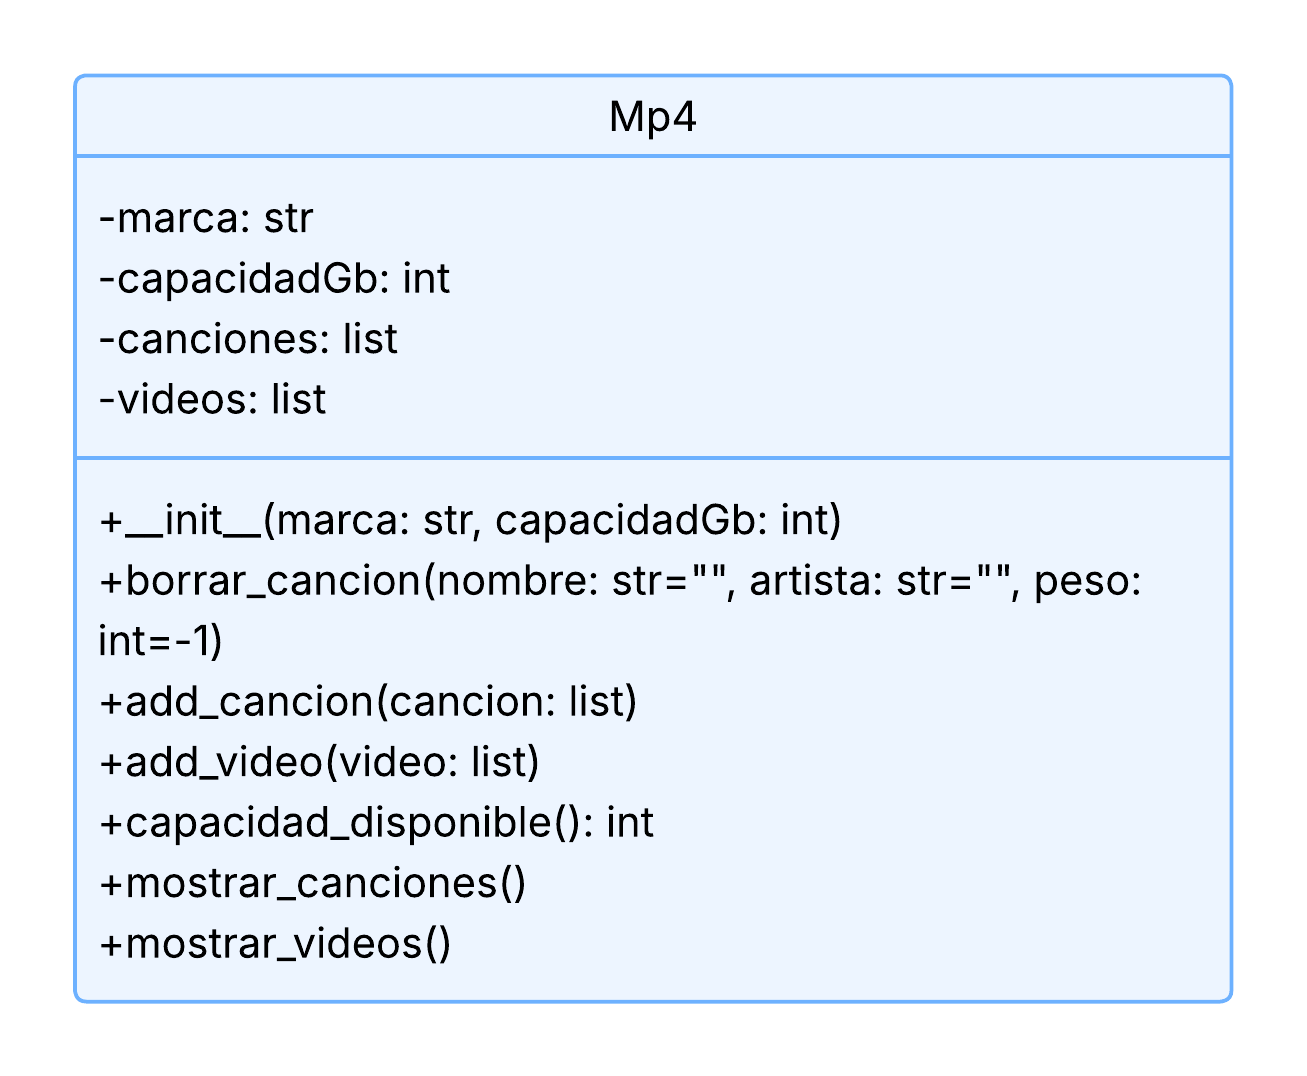 Mp4
-marca: str
-capacidadGb: int
-canciones: list
-videos: list
+__init__(marca: str, capacidadGb: int)
+borrar_cancion(nombre: str="", artista: str="", peso:
int=-1)
+add_cancion(cancion: list)
+add_video(video: list)
+capacidad_disponible(): int
+mostrar_canciones()
+mostrar_videos()